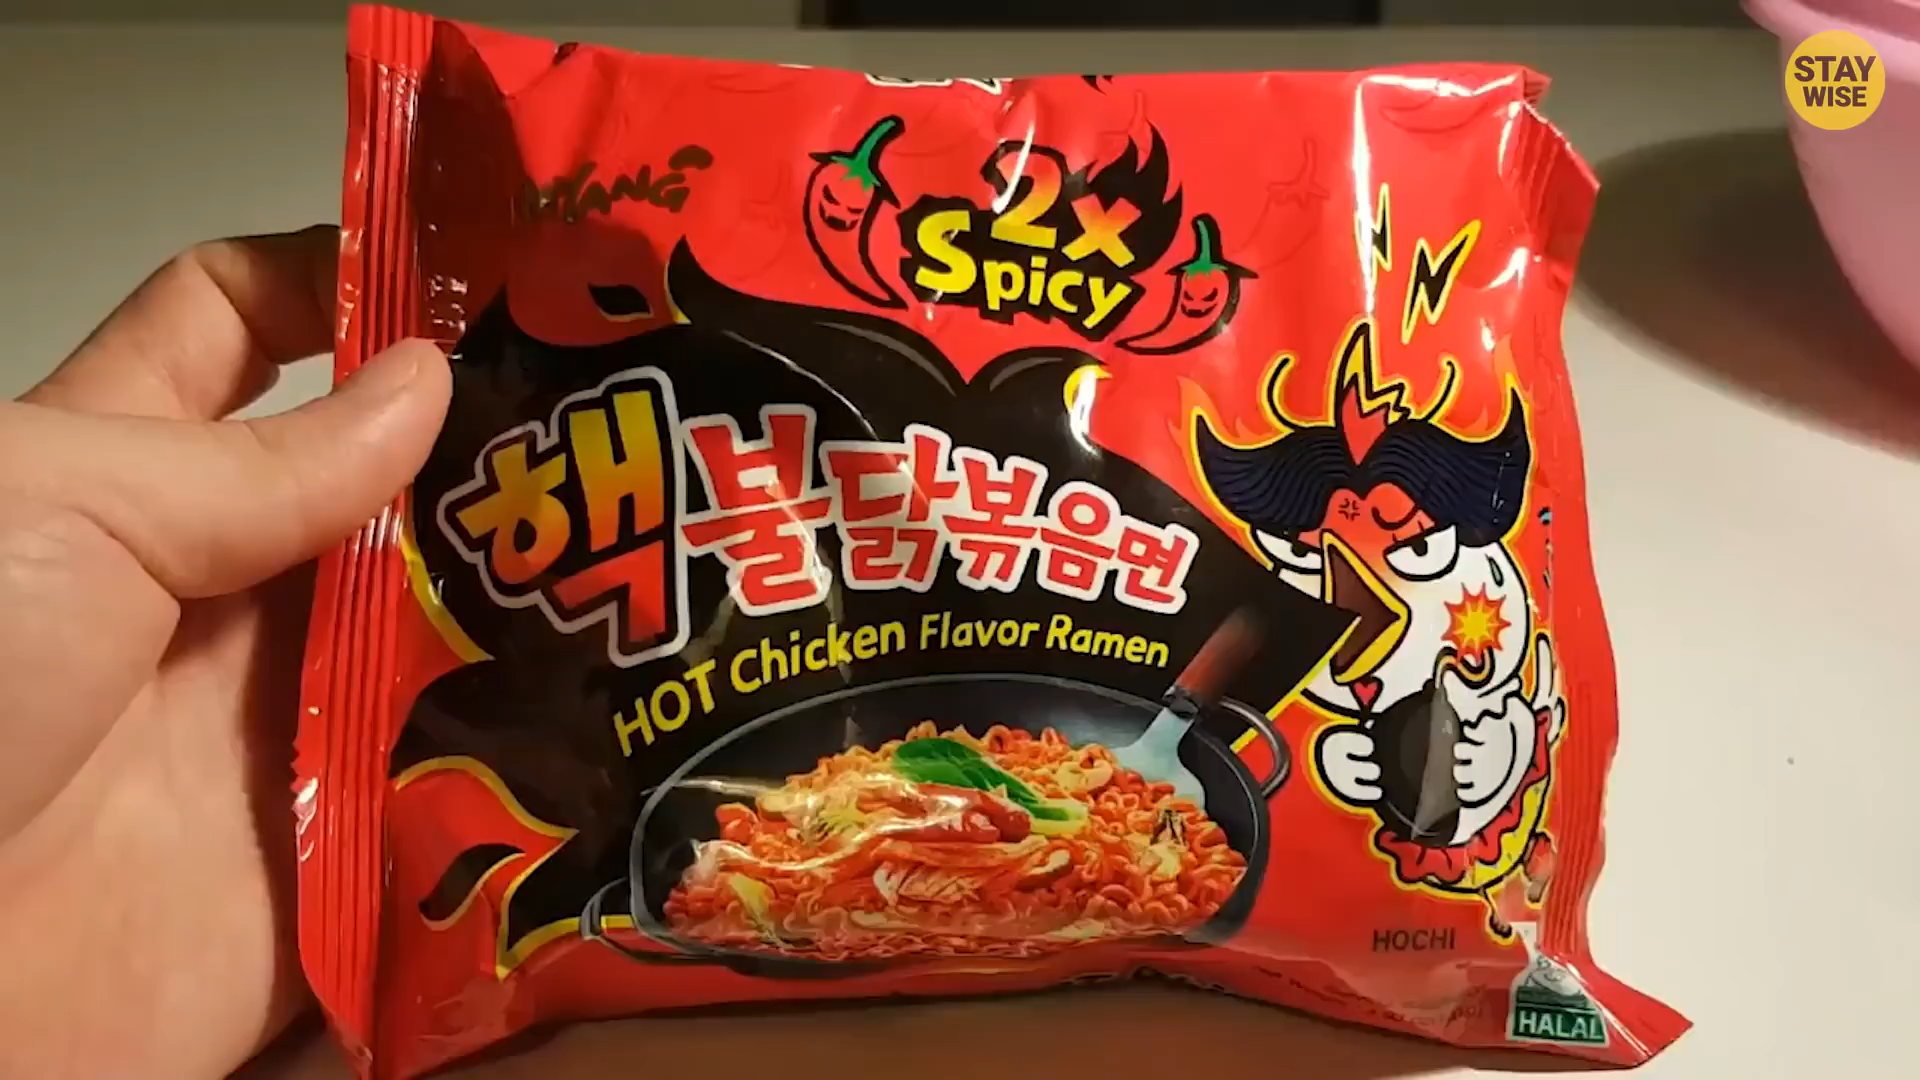 STAY
WISE
2x
Spicy
핵불닭볶음면
HOT Chicken Flavor Ramen
HOCHI
HALAL